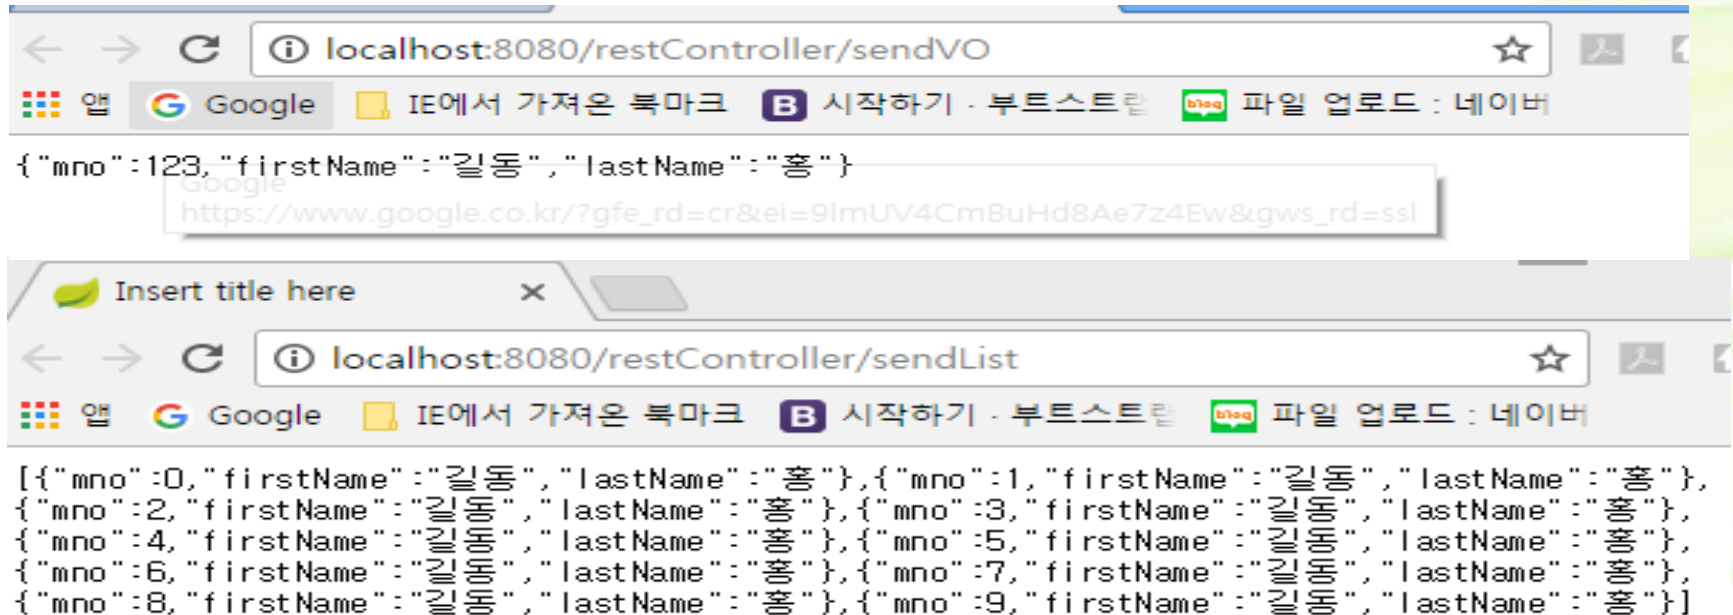 localhost:8080/restController/sendVO
앱 Google IE에서 가져온 북마크 B 시작하기 · 부트스트랩 blog 파일 업로드 : 네이버
{"mno":123,"firstName":"길동","lastName":"홍"}
Google
https://www.google.co.kr/?gfe_rd=cr&ei=9lmUV4CmBuHd8Ae7z4Ew&gws_rd=ssl
Insert title here
localhost:8080/restController/sendList
앱 Google IE에서 가져온 북마크 B 시작하기 · 부트스트랩 blog 파일 업로드 : 네이버
[{"mno":0,"firstName":"길동","lastName":"홍"},{"mno":1,"firstName":"길동","lastName":"홍"},
{"mno":2,"firstName":"길동","lastName":"홍"},{"mno":3,"firstName":"길동","lastName":"홍"},
{"mno":4,"firstName":"길동","lastName":"홍"},{"mno":5,"firstName":"길동","lastName":"홍"},
{"mno":6,"firstName":"길동","lastName":"홍"},{"mno":7,"firstName":"길동","lastName":"홍"},
{"mno":8,"firstName":"길동","lastName":"홍"},{"mno":9,"firstName":"길동","lastName":"홍"}]